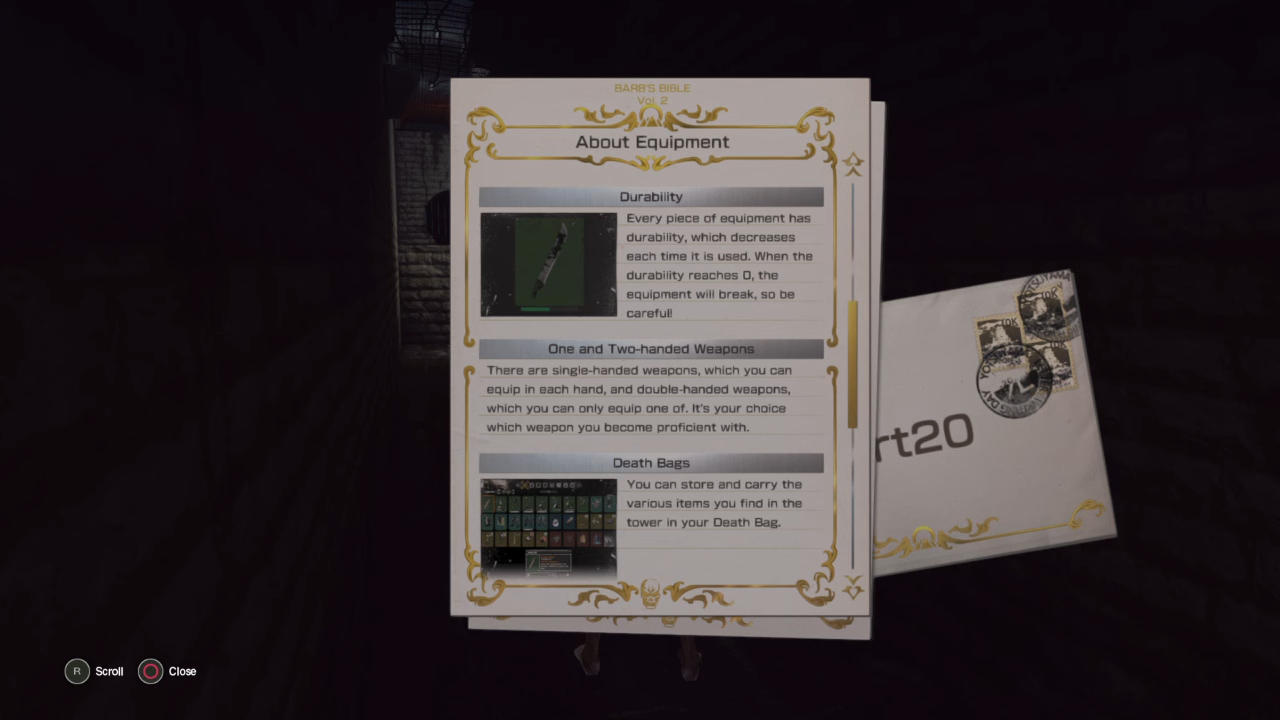 BARB'S BIBLE
Vol. 2
About Equipment
Durability
Every piece of equipment has
durability, which decreases
each time it is used. When the
durability reaches 0, the
equipment will break, so be
careful!
One and Two-handed Weapons
There are single-handed weapons, which you can
equip in each hand, and double-handed weapons,
which you can only equip one of. It's your choice
which weapon you become proficient with.
Death Bags
You can store and carry the
various items you find in the
tower in your Death Bag.
rt20
R Scroll Close